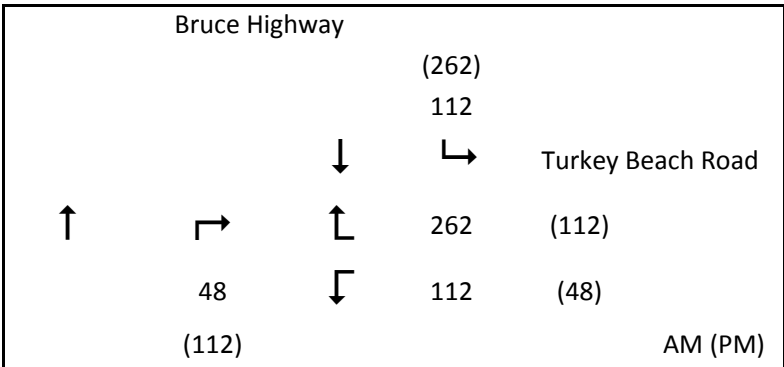 Bruce Highway
(262)
112
Turkey Beach Road
262 (112)
48 112 (48)
(112) AM (PM)